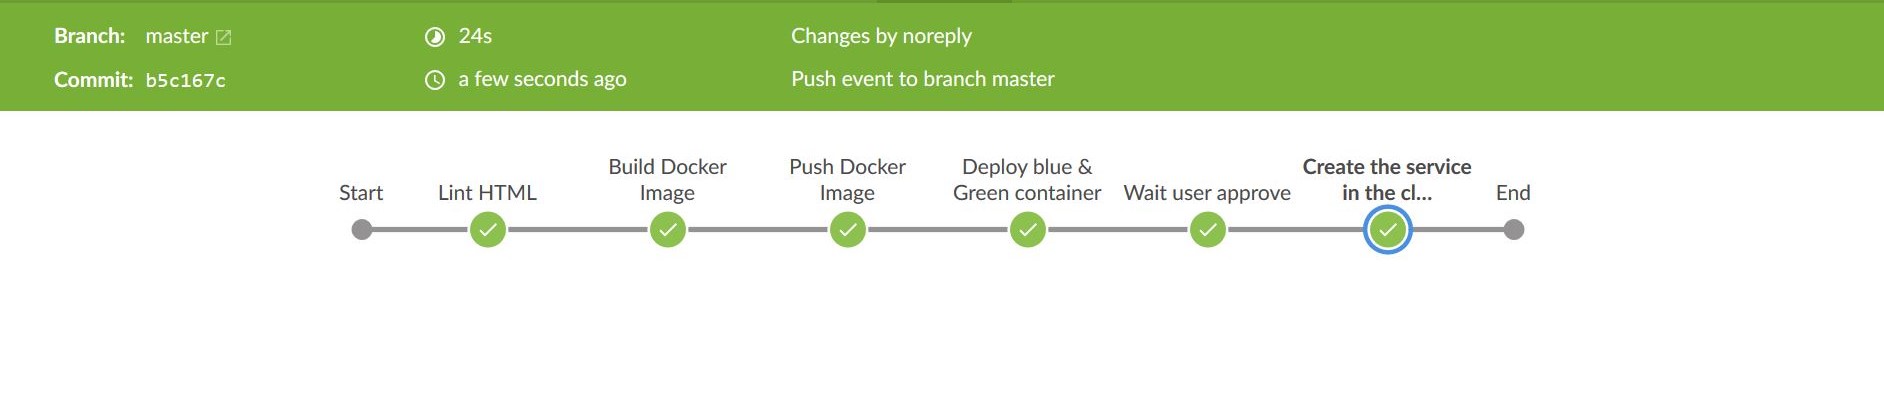 Branch: master
24s
Changes by noreply
Commit: b5c167c
a few seconds ago
Push event to branch master
Start
Lint HTML
Build Docker
Image
Push Docker
Image
Deploy blue &
Green container
Wait user approve
Create the service
in the cl...
End